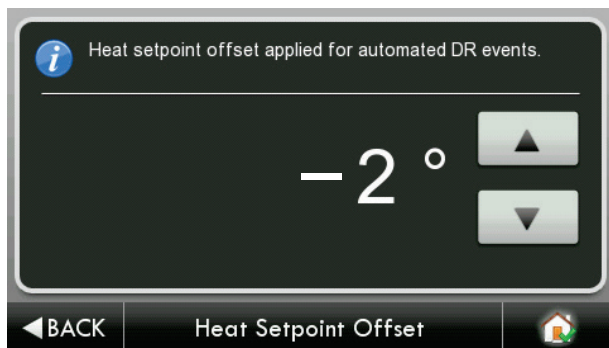 Heat setpoint offset applied for automated DR events.
−2 °
◀BACK
Heat Setpoint Offset